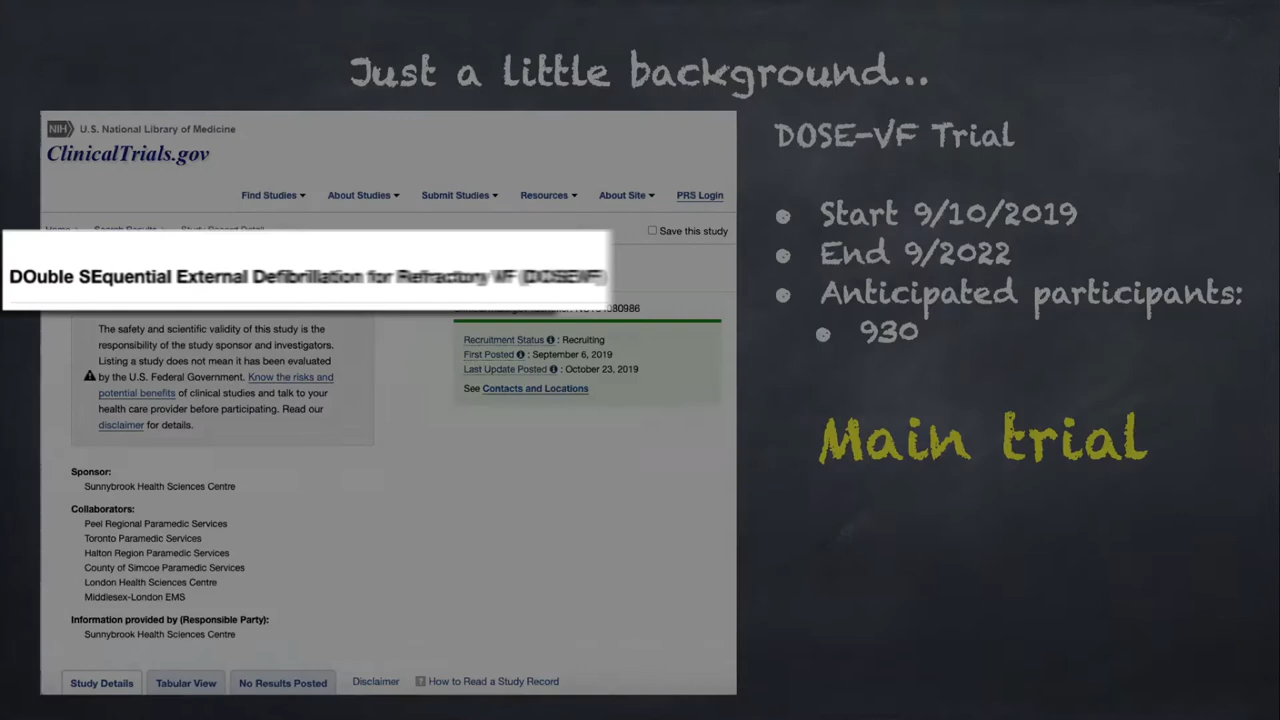 Just a little background...
NIH U.S. National Library of Medicine
ClinicalTrials.gov
Find Studies About Studies Submit Studies Resources About Site PRS Login
Save this study
DOuble SEquential External Defibrillation for Refractory VF (DOSEVF)
The safety and scientific validity of this study is the
responsibility of the study sponsor and investigators.
Listing a study does not mean it has been evaluated
by the U.S. Federal Government. Know the risks and
potential benefits of clinical studies and talk to your
health care provider before participating. Read our
disclaimer for details.
Recruitment Status : Recruiting
First Posted : September 6, 2019
Last Update Posted : October 23, 2019
See Contacts and Locations
Sponsor:
Sunnybrook Health Sciences Centre
Collaborators:
Peel Regional Paramedic Services
Toronto Paramedic Services
Halton Region Paramedic Services
County of Simcoe Paramedic Services
London Health Sciences Centre
Middlesex-London EMS
Information provided by (Responsible Party):
Sunnybrook Health Sciences Centre
Study Details Tabular View No Results Posted Disclaimer ? How to Read a Study Record
DOSE-VF Trial
• Start 9/10/2019
• End 9/2022
• Anticipated participants:
• 930
Main trial